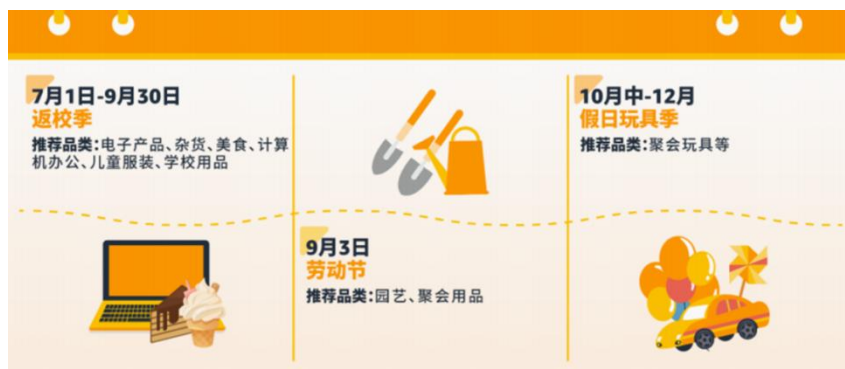 7月1日-9月30日
返校季
推荐品类:电子产品、杂货、美食、计算
机办公、儿童服装、学校用品
9月3日
劳动节
推荐品类:园艺、聚会用品
10月中-12月
假日玩具季
推荐品类:聚会玩具等